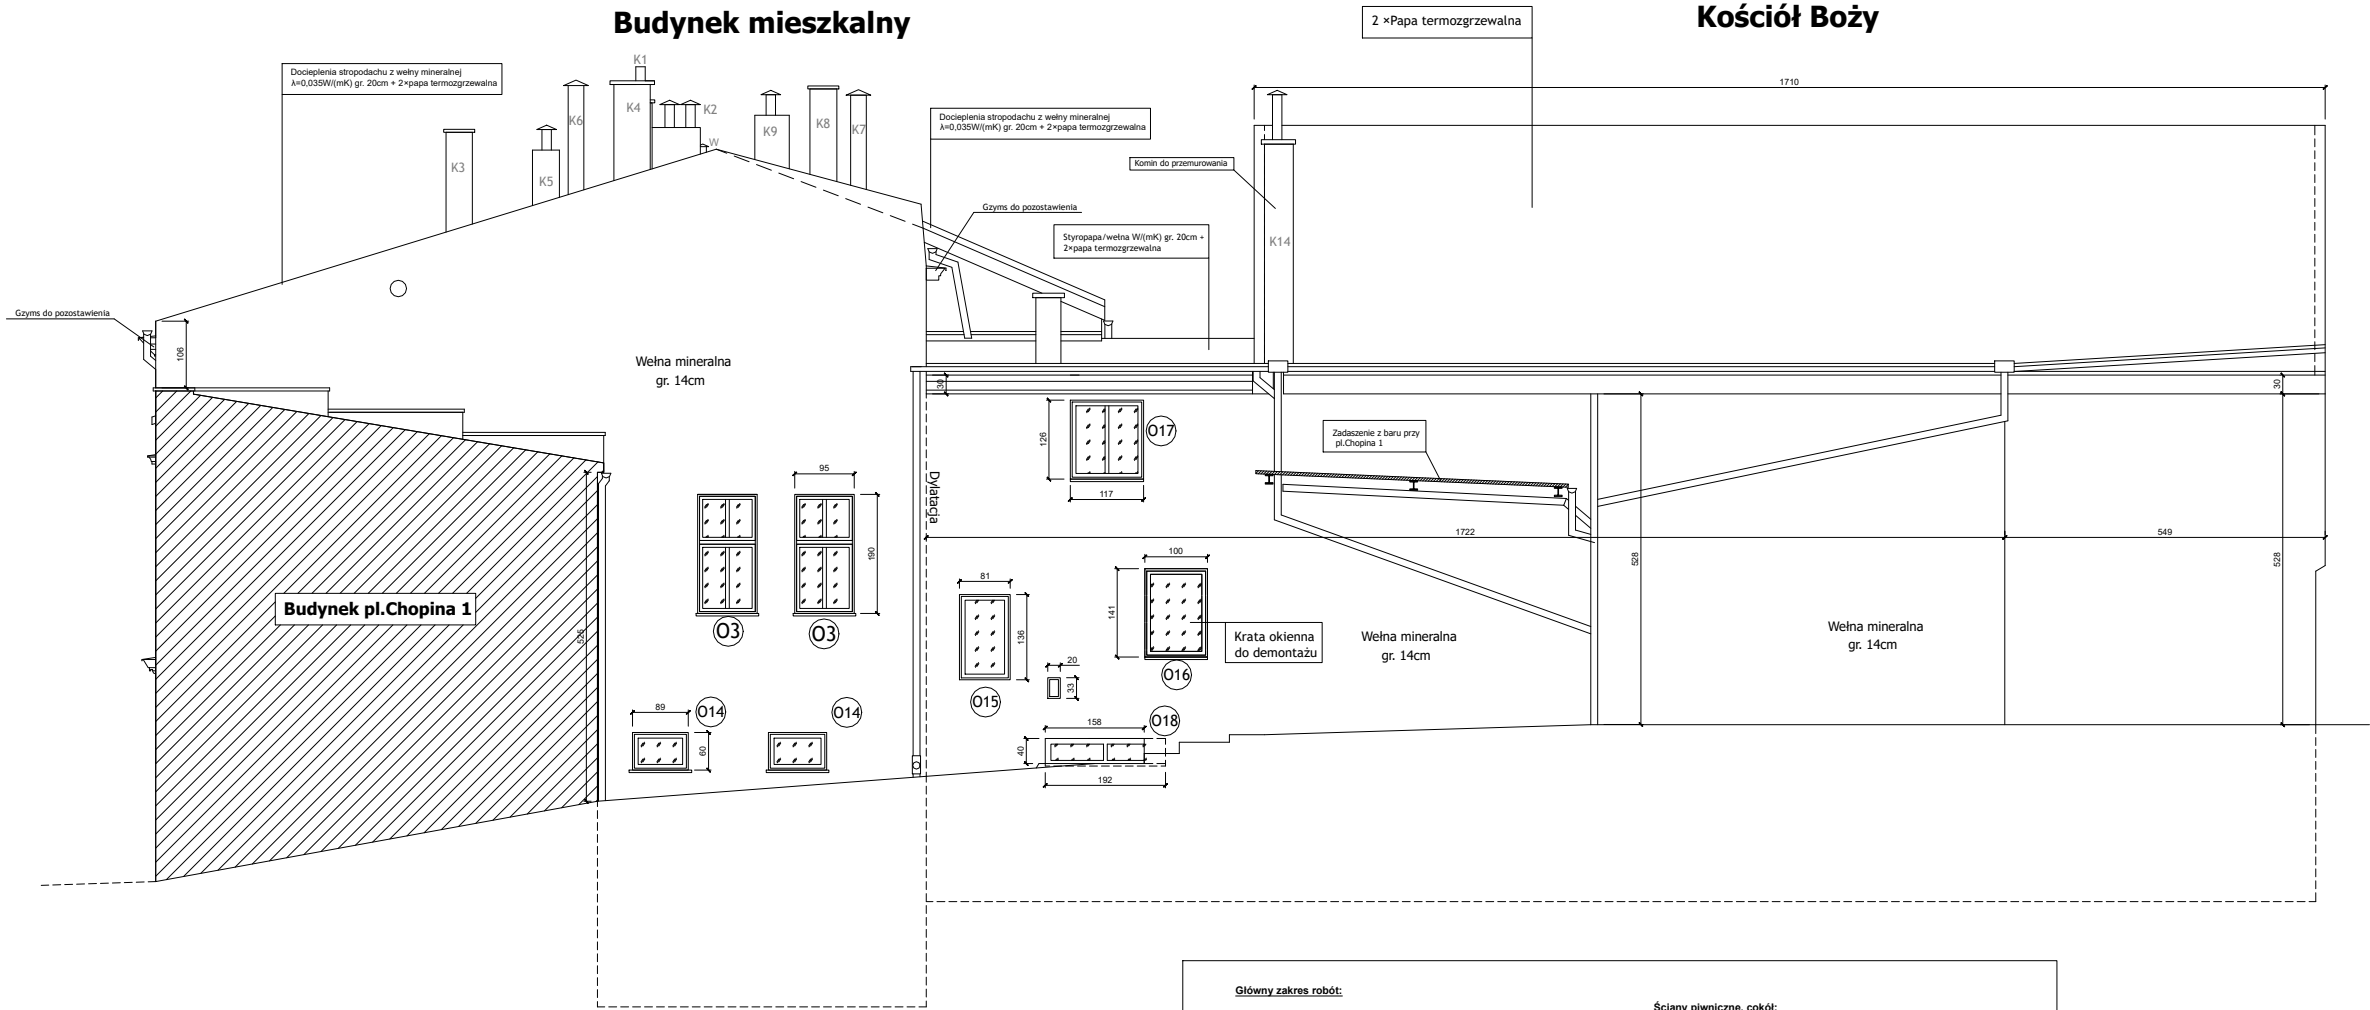 Budynek mieszkalny
Kościół Boży
2 ×Papa termozgrzewalna
Docieplenia stropodachu z wełny mineralnej
λ=0,035W/(mK) gr. 20cm + 2×papa termozgrzewalna
K1
K4
K2
K6
K9
K8
K7
K3
K5
W
1710
Docieplenia stropodachu z wełny mineralnej
λ=0,035W/(mK) gr. 20cm + 2×papa termozgrzewalna
Komin do przemurowania
Gzyms do pozostawienia
Styropapa/wełna W/(mK) gr. 20cm +
2×papa termozgrzewalna
K14
Gzyms do pozostawienia
106
Wełna mineralna
gr. 14cm
30
30
126
O17
117
Zadaszenie z baru przy
pl.Chopina 1
95
190
Dylatacja
1722
549
528
528
Budynek pl.Chopina 1
525
O3
O3
81
136
O15
100
141
O16
Krata okienna
do demontażu
20
33
Wełna mineralna
gr. 14cm
Wełna mineralna
gr. 14cm
89
O14
60
O14
158
O18
40
192
Główny zakres robót:
Ściany piwniczne, cokół: